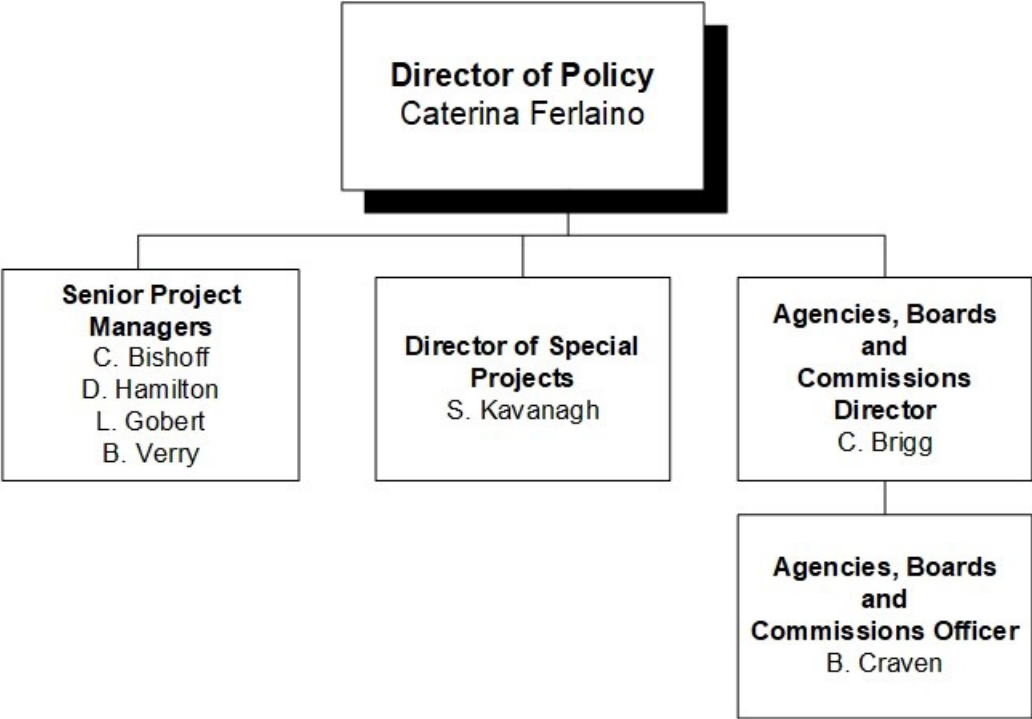 Director of Policy
Caterina Ferlaino
Senior Project
Managers
C. Bishoff
D. Hamilton
L. Gobert
B. Verry
Director of Special
Projects
S. Kavanagh
Agencies, Boards
and
Commissions
Director
C. Brigg
Agencies, Boards
and
Commissions Officer
B. Craven